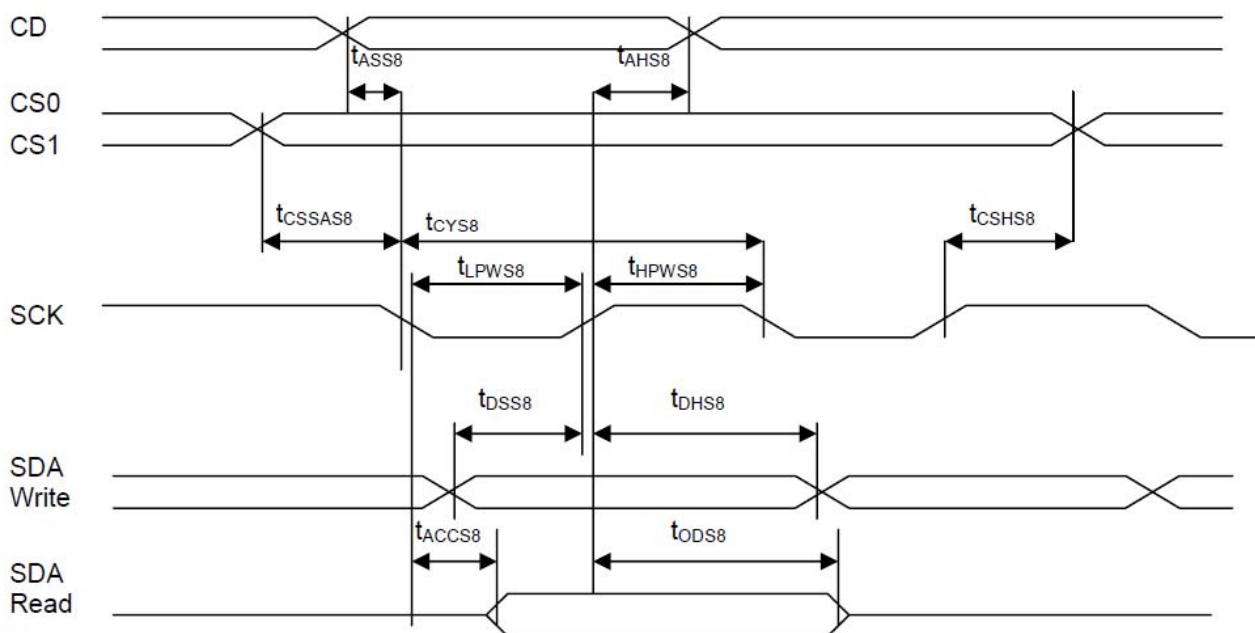 CD
tASS8
tAHS8
CS0
CS1
tCSSAS8
tCYS8
tCSHS8
tLPWS8
tHPWS8
SCK
tDSS8
tDHS8
SDA
Write
tACCS8
tODS8
SDA
Read